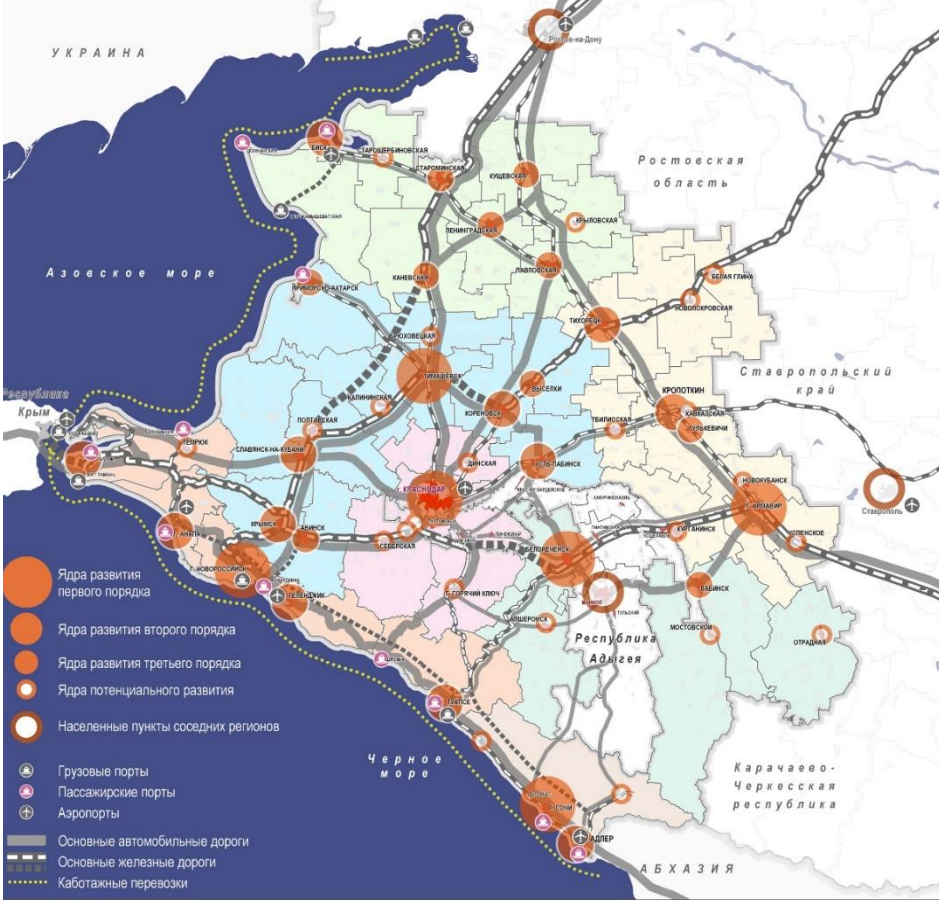 УКРАИНА
Ростов-на-Дону
Ростовская
область
ЕЙСК
СТАРОЩЕРБИНОВСКАЯ
СТАРОМИНСКАЯ
КУЩЕВСКАЯ
КРЫЛОВСКАЯ
ЛЕНИНГРАДСКАЯ
ПАВЛОВСКАЯ
КАНЕВСКАЯ
БЕЛАЯ ГЛИНА
НОВОПОКРОВСКАЯ
Азовское море
ПРИМОРСКО-АХТАРСК
ТИХОРЕЦК
БРЮХОВЕЦКАЯ
ТИМАШЕВСК
ВЫСЕЛКИ
Ставропольский
край
Республика
Крым
КАЛИНИНСКАЯ
КОРЕНОВСК
КРОПОТКИН
КАВКАЗСКАЯ
ГУЛЬКЕВИЧИ
ТБИЛИССКАЯ
ПОЛТАВСКАЯ
ТЕМРЮК
СЛАВЯНСК-НА-КУБАНИ
ДИНСКАЯ
УСТЬ-ЛАБИНСК
КРАСНОДАР
НОВОКУБАНСК
АРМАВИР
Ставрополь
АНАПА
КРЫМСК
АБИНСК
СЕВЕРСКАЯ
БЕЛОРЕЧЕНСК
КУРГАНИНСК
УСПЕНСКОЕ
Г. НОВОРОССИЙСК
ГЕЛЕНДЖИК
Г. ГОРЯЧИЙ КЛЮЧ
ТУЛЬСКИЙ
ЛАБИНСК
АПШЕРОНСК
Республика
Адыгея
МОСТОВСКОЙ
ОТРАДНАЯ
ТУАПСЕ
Черное
море
Карачаево-
Черкесская
республика
СОЧИ
АДЛЕР
АБХАЗИЯ
Ядра развития
первого порядка
Ядра развития второго порядка
Ядра развития третьего порядка
Ядра потенциального развития
Населенные пункты соседних регионов
Грузовые порты
Пассажирские порты
Аэропорты
Основные автомобильные дороги
Основные железные дороги
Каботажные перевозки